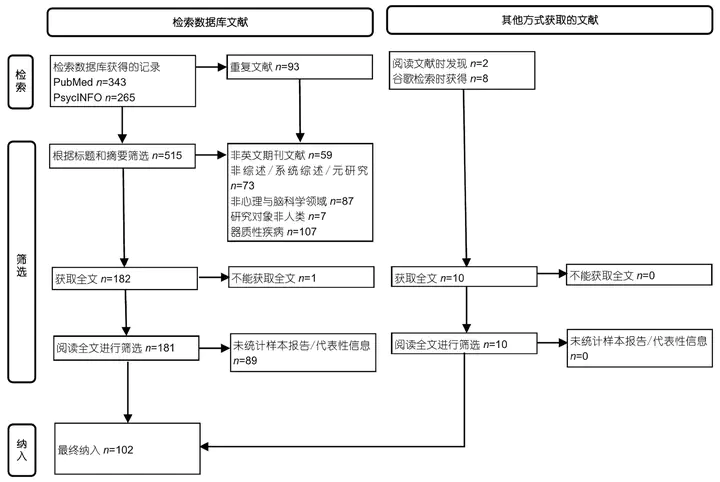 检索数据库文献
其他方式获取的文献
检索
检索数据库获得的记录
PubMed n=343
PsycINFO n=265
重复文献 n=93
阅读文献时发现 n=2
谷歌检索时获得 n=8
筛选
根据标题和摘要筛选 n=515
非英文期刊文献 n=59
非综述/系统综述/元研究
n=73
非心理与脑科学领域 n=87
研究对象非人类 n=7
器质性疾病 n=107
获取全文 n=182
不能获取全文 n=1
获取全文 n=10
不能获取全文 n=0
阅读全文进行筛选 n=181
未统计样本报告/代表性信息
n=89
阅读全文进行筛选 n=10
未统计样本报告/代表性信息
n=0
纳入
最终纳入 n=102